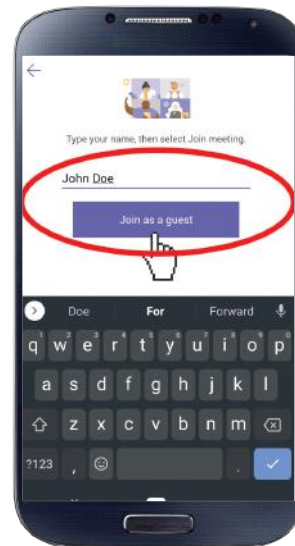 Type your name, then select Join meeting.
John Doe
Join as a guest
Doe For Forward
q w e r t y u i o p
a s d f g h j k l
z x c v b n m
?123 , .